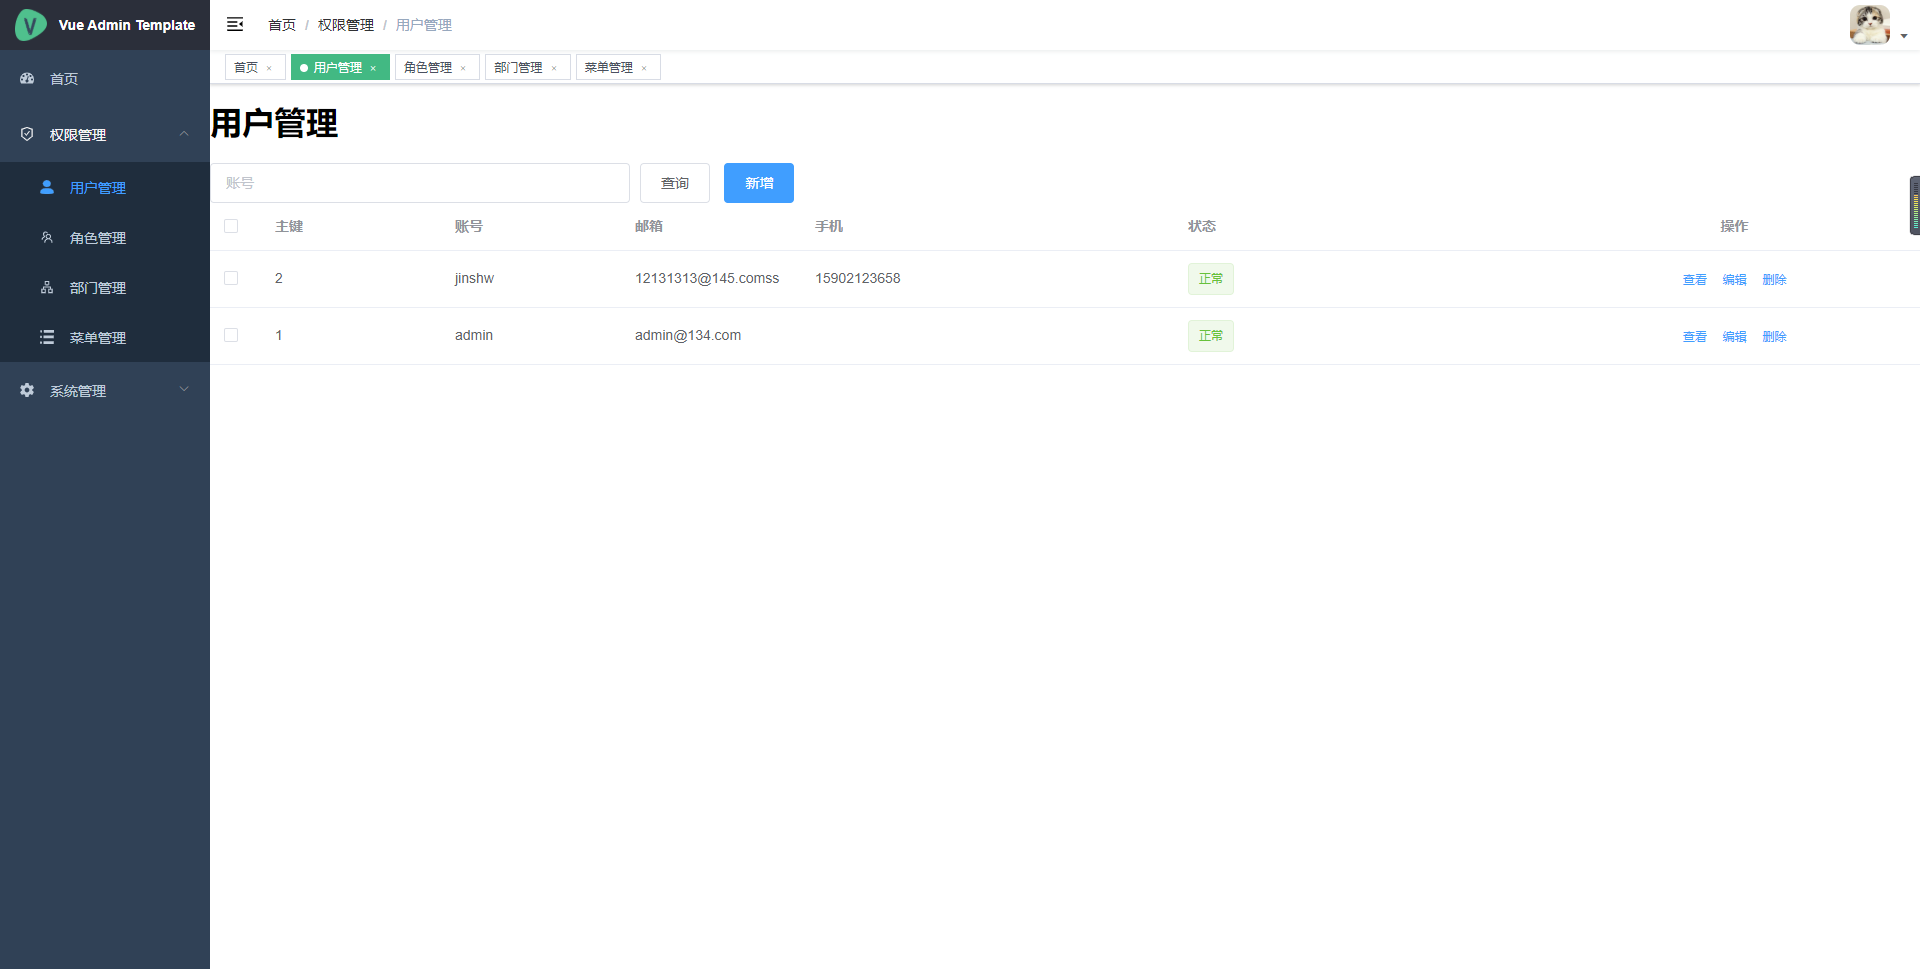 Vue Admin Template
首页 / 权限管理 / 用户管理
首页 × 用户管理 × 角色管理 × 部门管理 × 菜单管理 ×
首页
权限管理
用户管理
角色管理
部门管理
菜单管理
系统管理
用户管理
账号 查询 新增
主键 账号 邮箱 手机 状态 操作
2 jinshw 12131313@145.comss 15902123658 正常 查看 编辑 删除
1 admin admin@134.com 正常 查看 编辑 删除